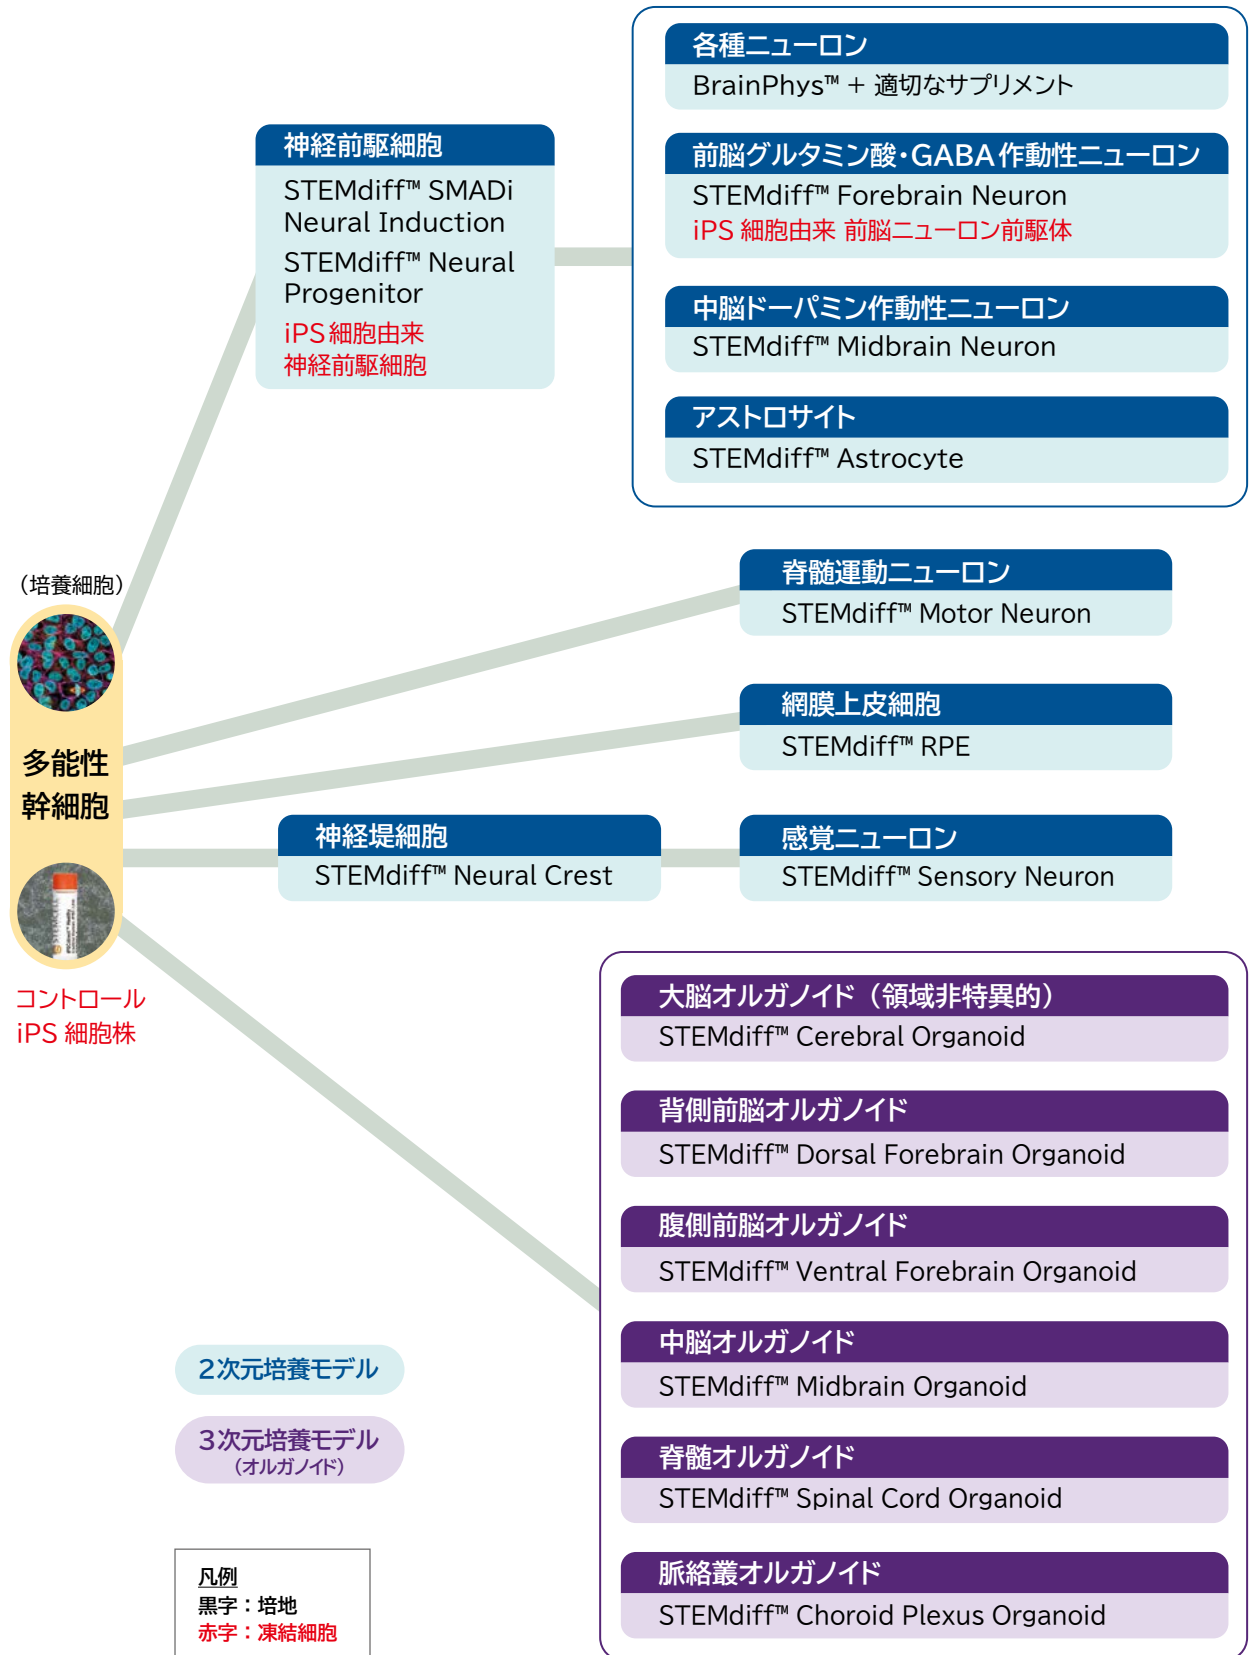 各種ニューロン
BrainPhys™ + 適切なサプリメント
神経前駆細胞
STEMdiff™ SMADi
Neural Induction
STEMdiff™ Neural
Progenitor
iPS細胞由来
神経前駆細胞
前脳グルタミン酸・GABA作動性ニューロン
STEMdiff™ Forebrain Neuron
iPS 細胞由来 前脳ニューロン前駆体
中脳ドーパミン作動性ニューロン
STEMdiff™ Midbrain Neuron
アストロサイト
STEMdiff™ Astrocyte
（培養細胞）
多能性
幹細胞
STEMCELL
コントロール
iPS 細胞株
脊髄運動ニューロン
STEMdiff™ Motor Neuron
網膜上皮細胞
STEMdiff™ RPE
神経堤細胞
STEMdiff™ Neural Crest
感覚ニューロン
STEMdiff™ Sensory Neuron
大脳オルガノイド（領域非特異的）
STEMdiff™ Cerebral Organoid
背側前脳オルガノイド
STEMdiff™ Dorsal Forebrain Organoid
腹側前脳オルガノイド
STEMdiff™ Ventral Forebrain Organoid
中脳オルガノイド
STEMdiff™ Midbrain Organoid
脊髄オルガノイド
STEMdiff™ Spinal Cord Organoid
脈絡叢オルガノイド
STEMdiff™ Choroid Plexus Organoid
2次元培養モデル
3次元培養モデル
（オルガノイド）
凡例
黒字：培地
赤字：凍結細胞